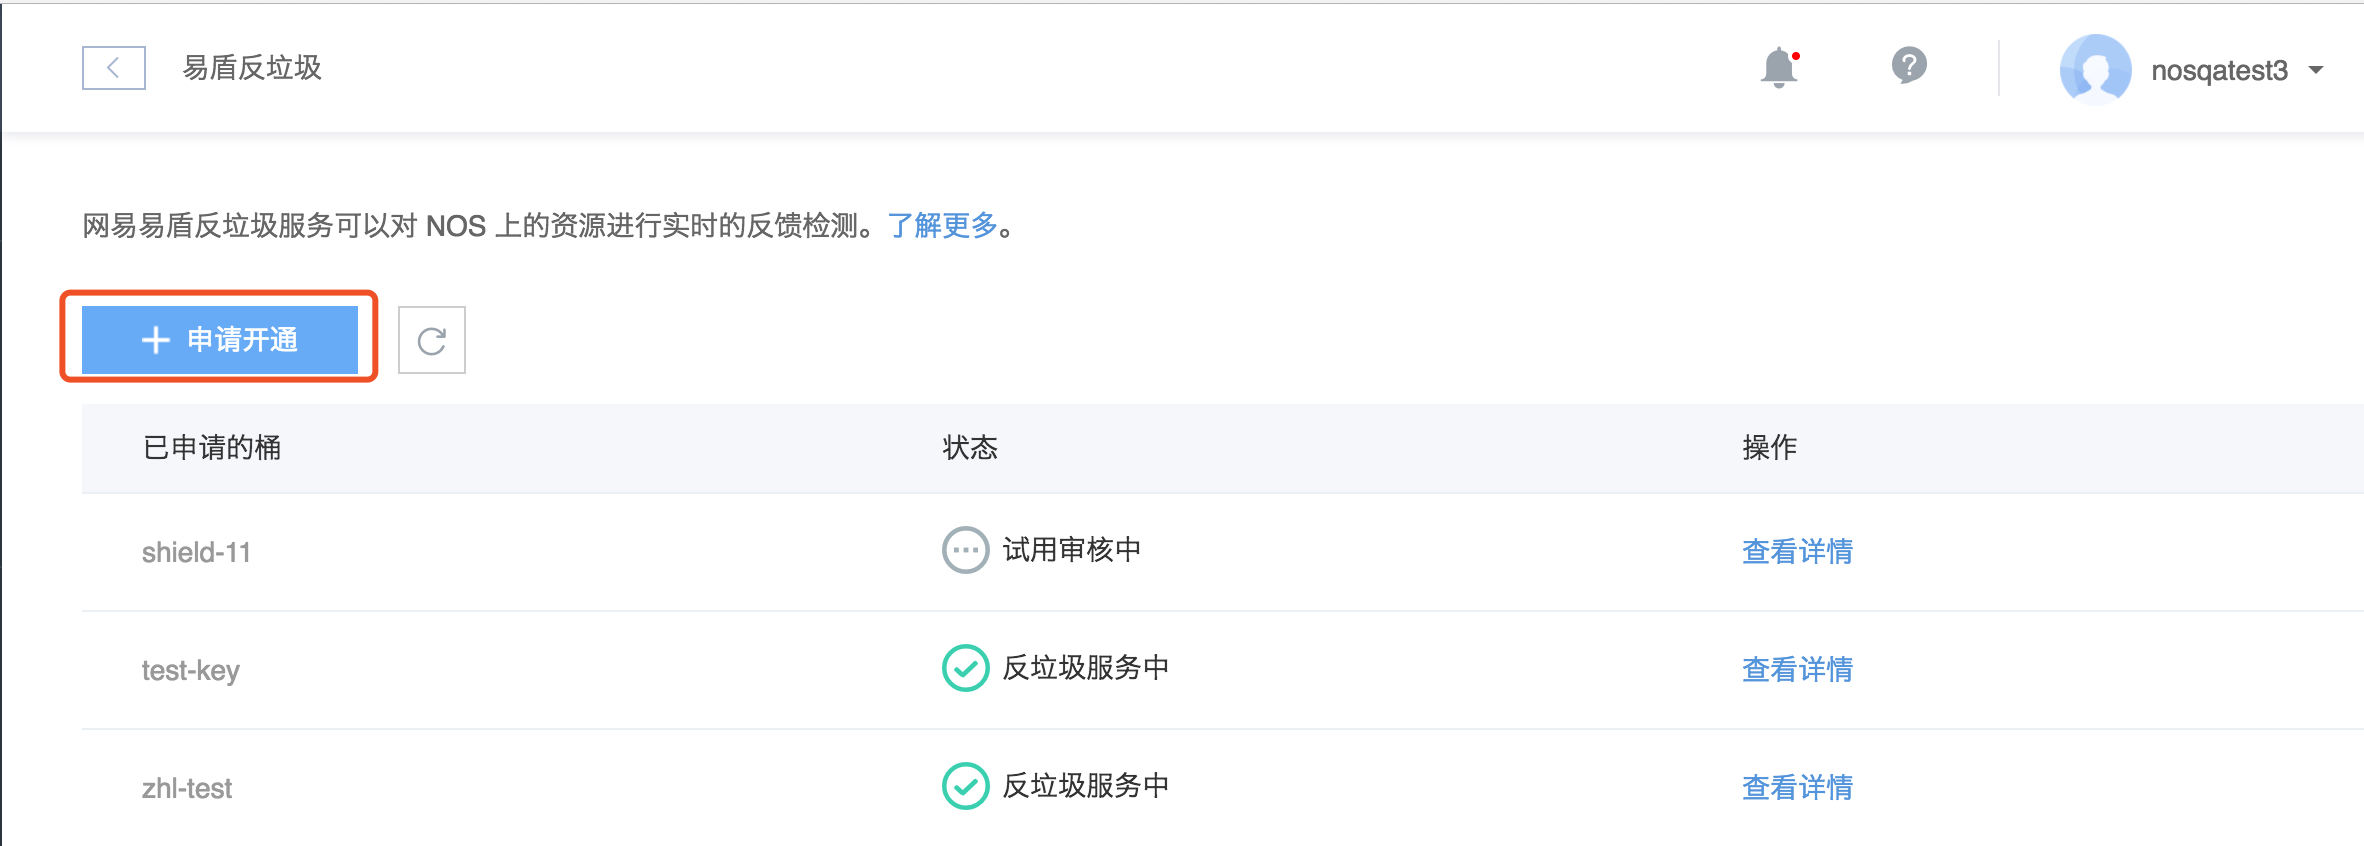 易盾反垃圾
nosqatest3
网易易盾反垃圾服务可以对 NOS 上的资源进行实时的反馈检测。了解更多。
申请开通
已申请的桶 状态 操作
shield-11 试用审核中 查看详情
test-key 反垃圾服务中 查看详情
zhl-test 反垃圾服务中 查看详情